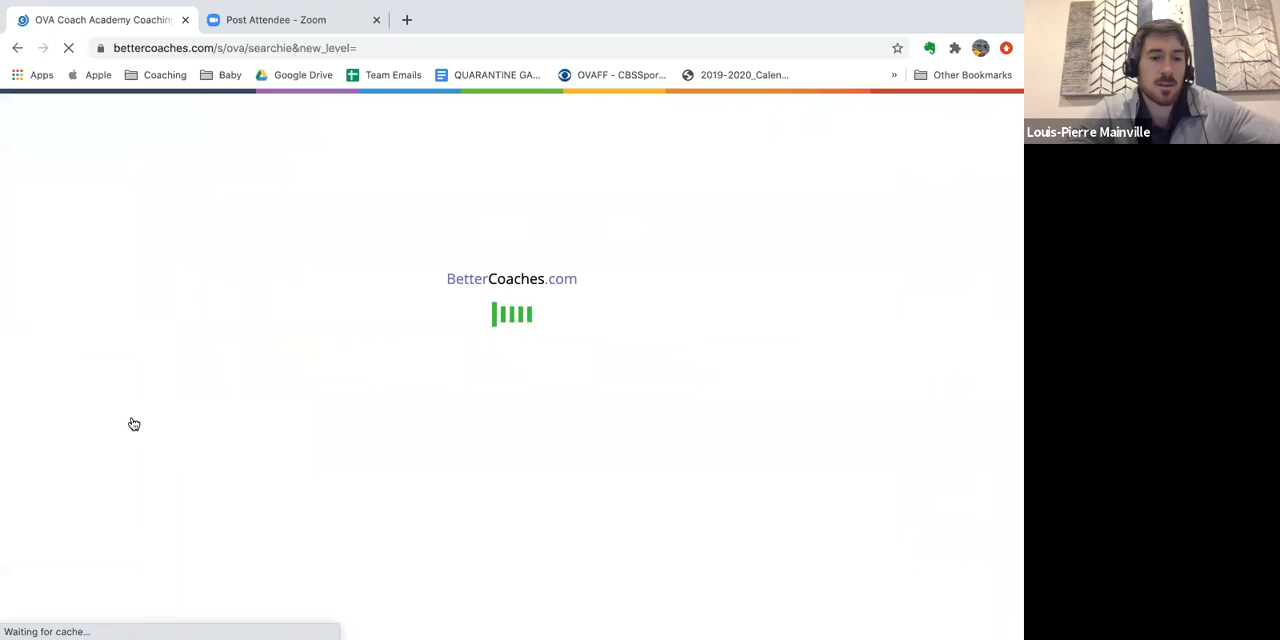 OVA Coach Academy Coaching
Post Attendee - Zoom
bettercoaches.com/s/ova/searchie&new_level=
Apps
Apple
Coaching
Baby
Google Drive
Team Emails
QUARANTINE GA...
OVAFF - CBSSpor...
2019-2020_Calen...
»
Other Bookmarks
Louis-Pierre Mainville
BetterCoaches.com
Waiting for cache...